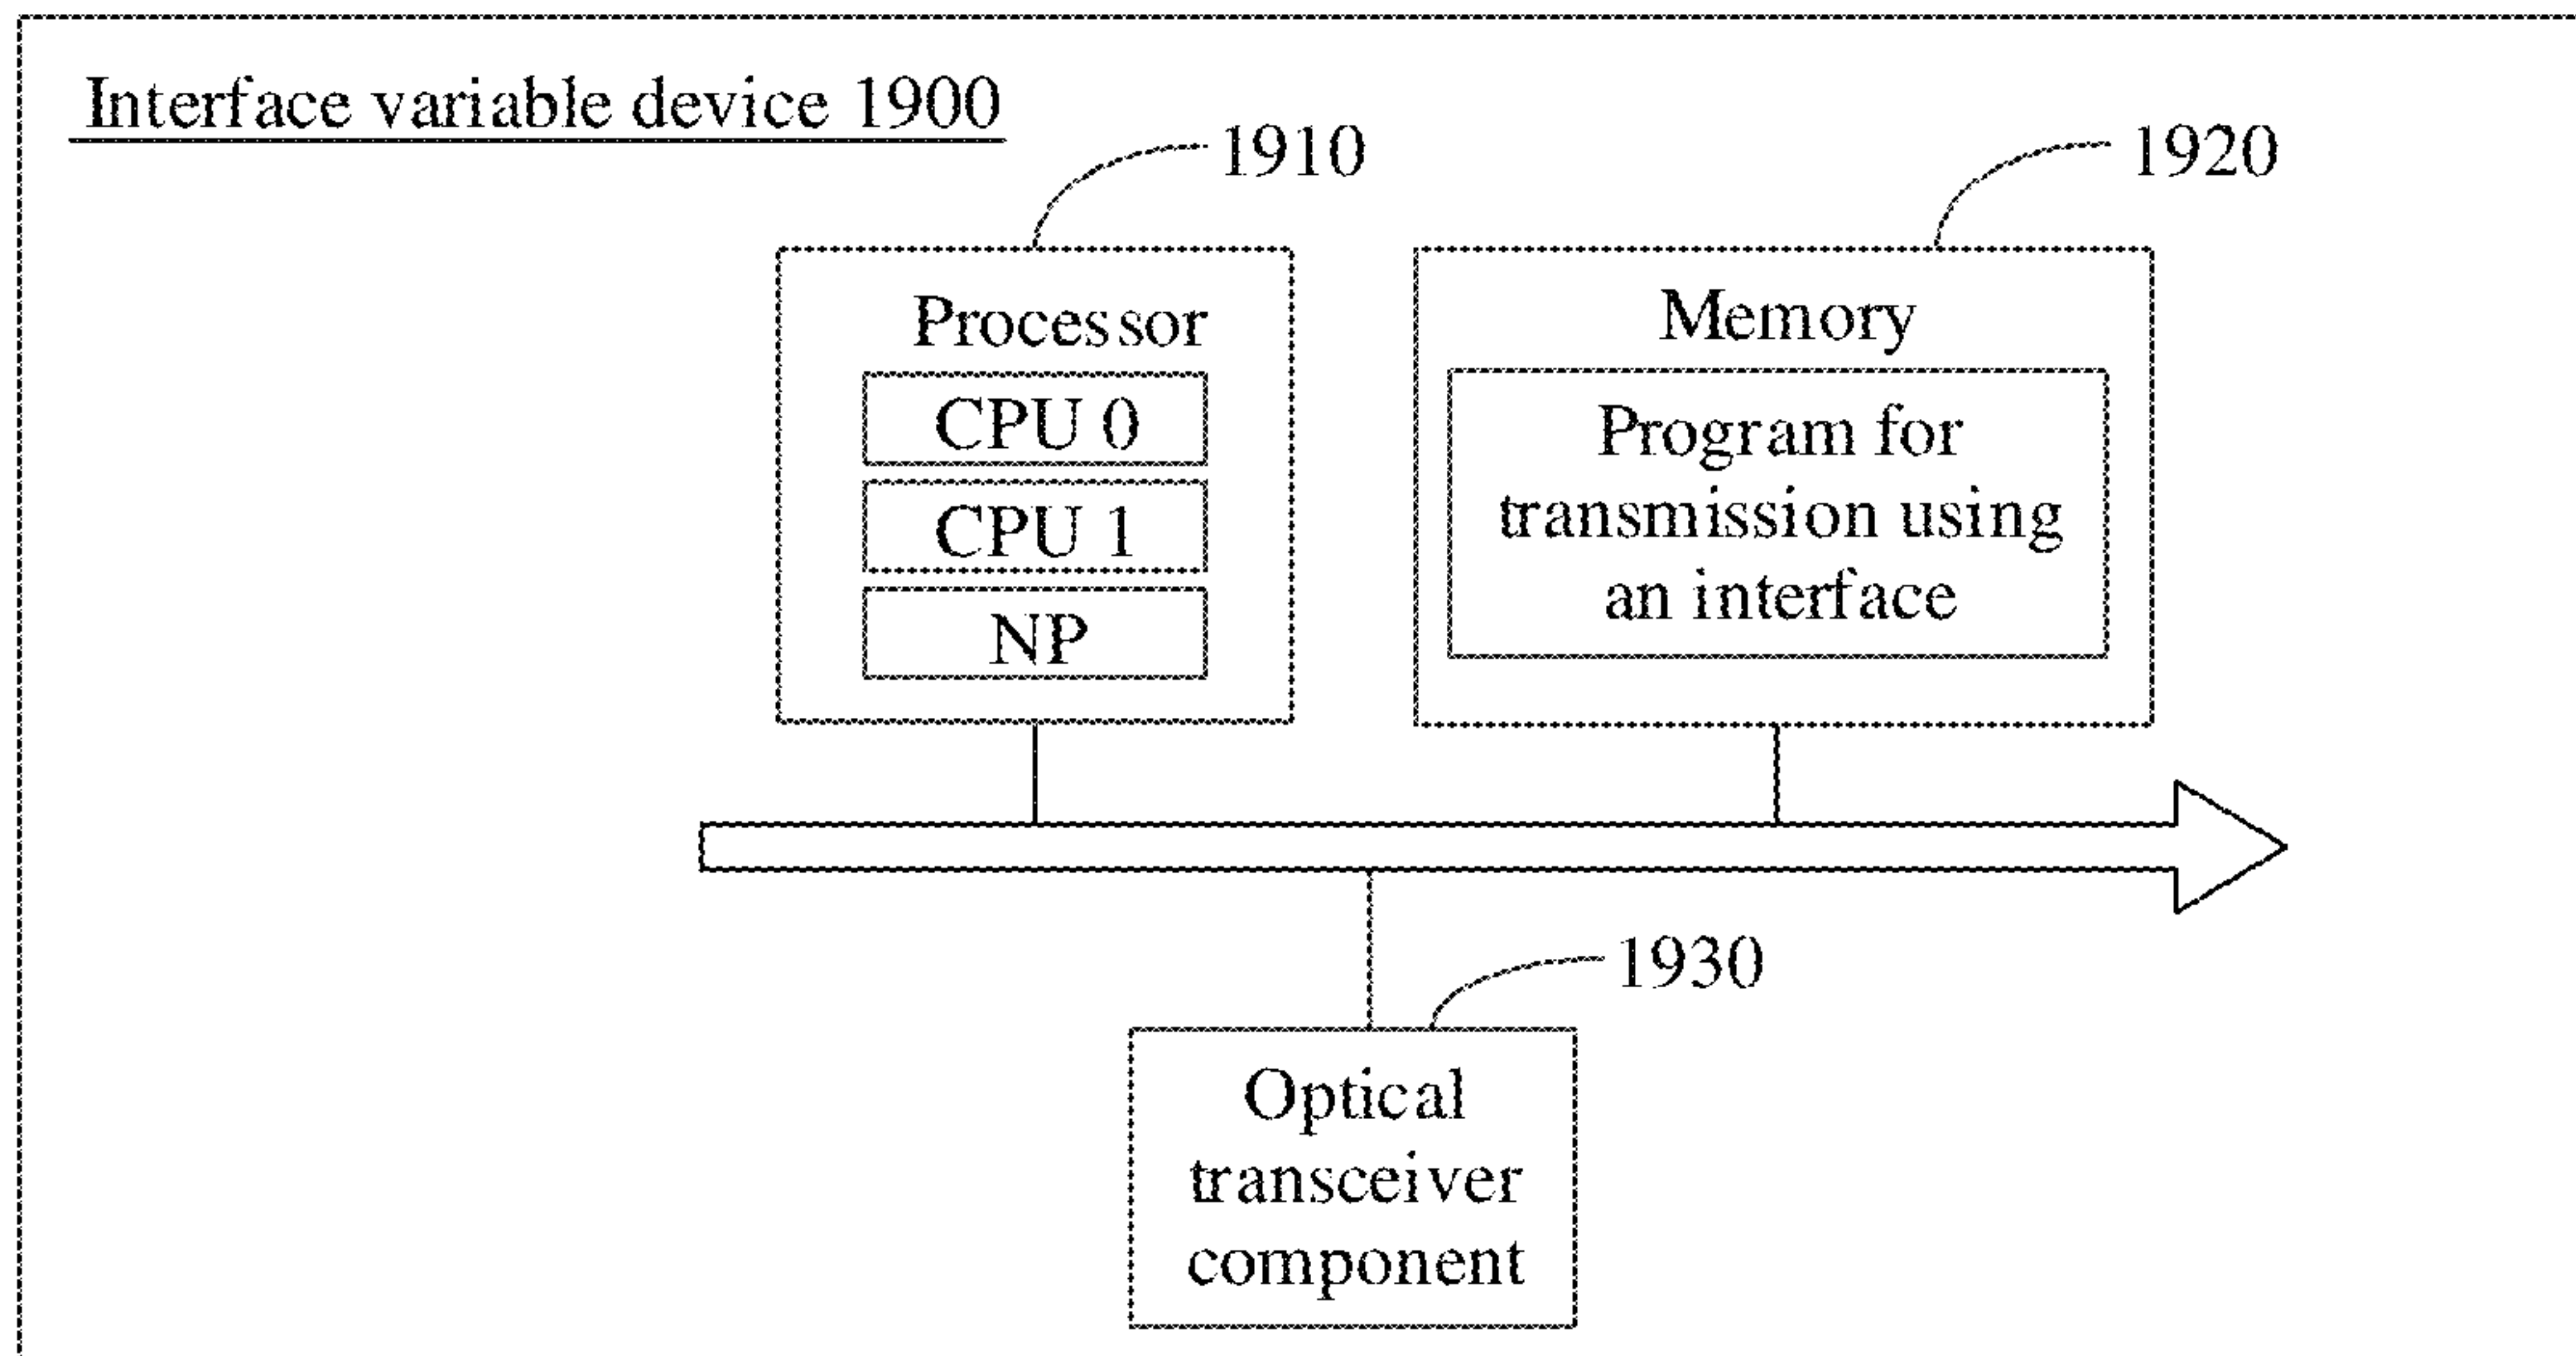 Interface variable device 1900
1910
1920
Processor
CPU 0
CPU 1
NP
Memory
Program for
transmission using
an interface
1930
Optical
transceiver
component